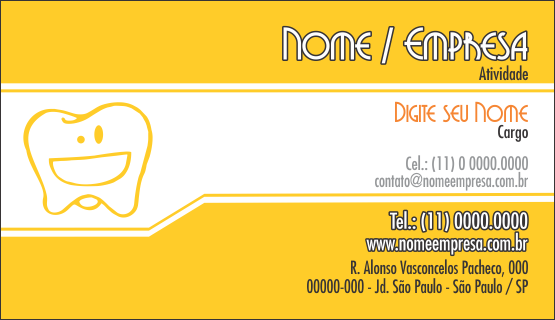 Nome / Empresa
Atividade
Digite seu Nome
Cargo
Cel.: (11) 0 0000.0000
contato@nomeempresa.com.br
Tel.: (11) 0000.0000
www.nomeempresa.com.br
R. Alonso Vasconcelos Pacheco, 000
00000-000 - Jd. São Paulo - São Paulo / SP